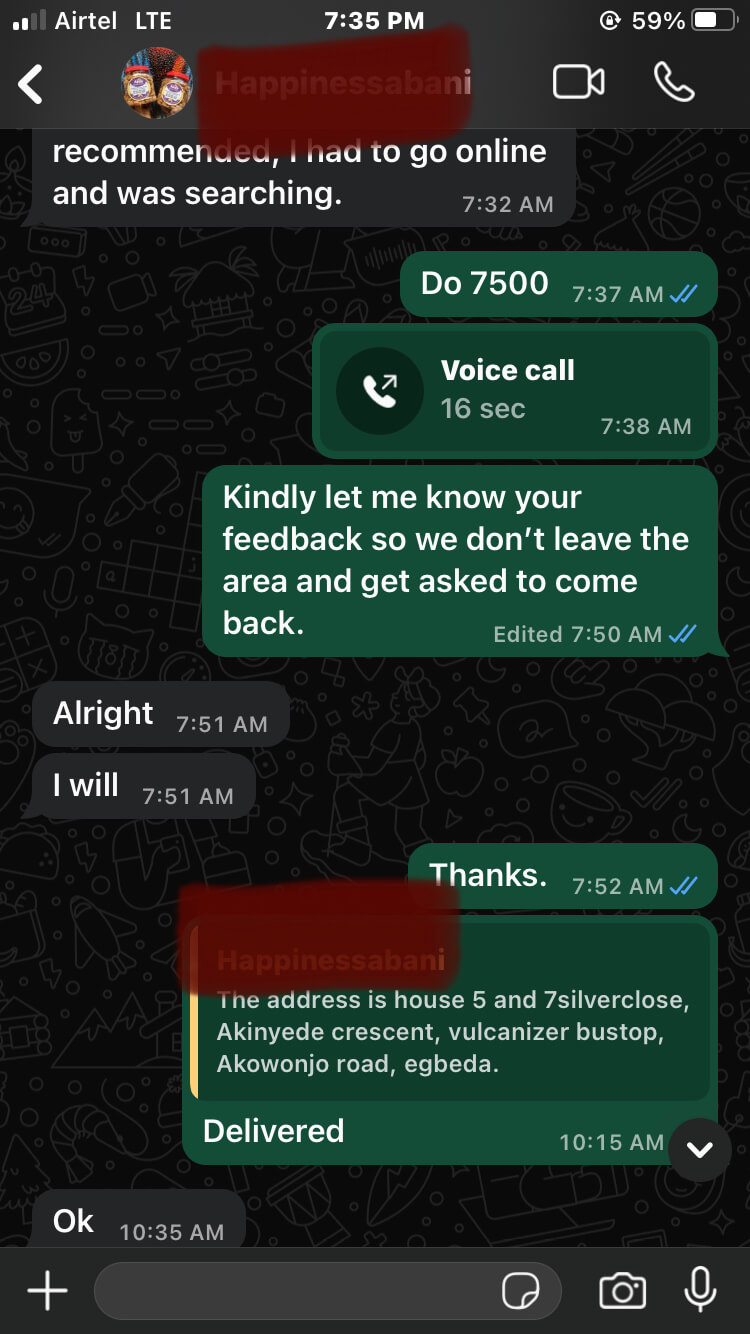 Airtel LTE 7:35 PM 59%
recommended, I had to go online
and was searching.
7:32 AM
Do 7500
7:37 AM
Voice call
16 sec
7:38 AM
Kindly let me know your
feedback so we don’t leave the
area and get asked to come
back.
Edited 7:50 AM
Alright
7:51 AM
I will
7:51 AM
Thanks.
7:52 AM
The address is house 5 and 7silverclose,
Akinyede crescent, vulcanizer bustop,
Akowonjo road, egbeda.
Delivered
10:15 AM
Ok
10:35 AM